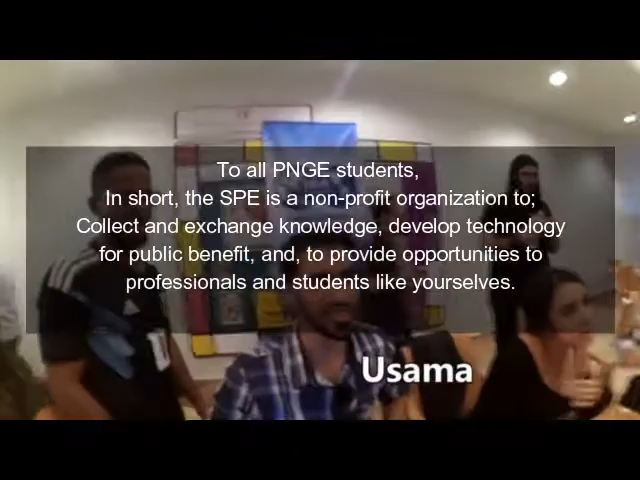 To all PNGE students,
In short, the SPE is a non-profit organization to;
Collect and exchange knowledge, develop technology
for public benefit, and, to provide opportunities to
professionals and students like yourselves.
Usama